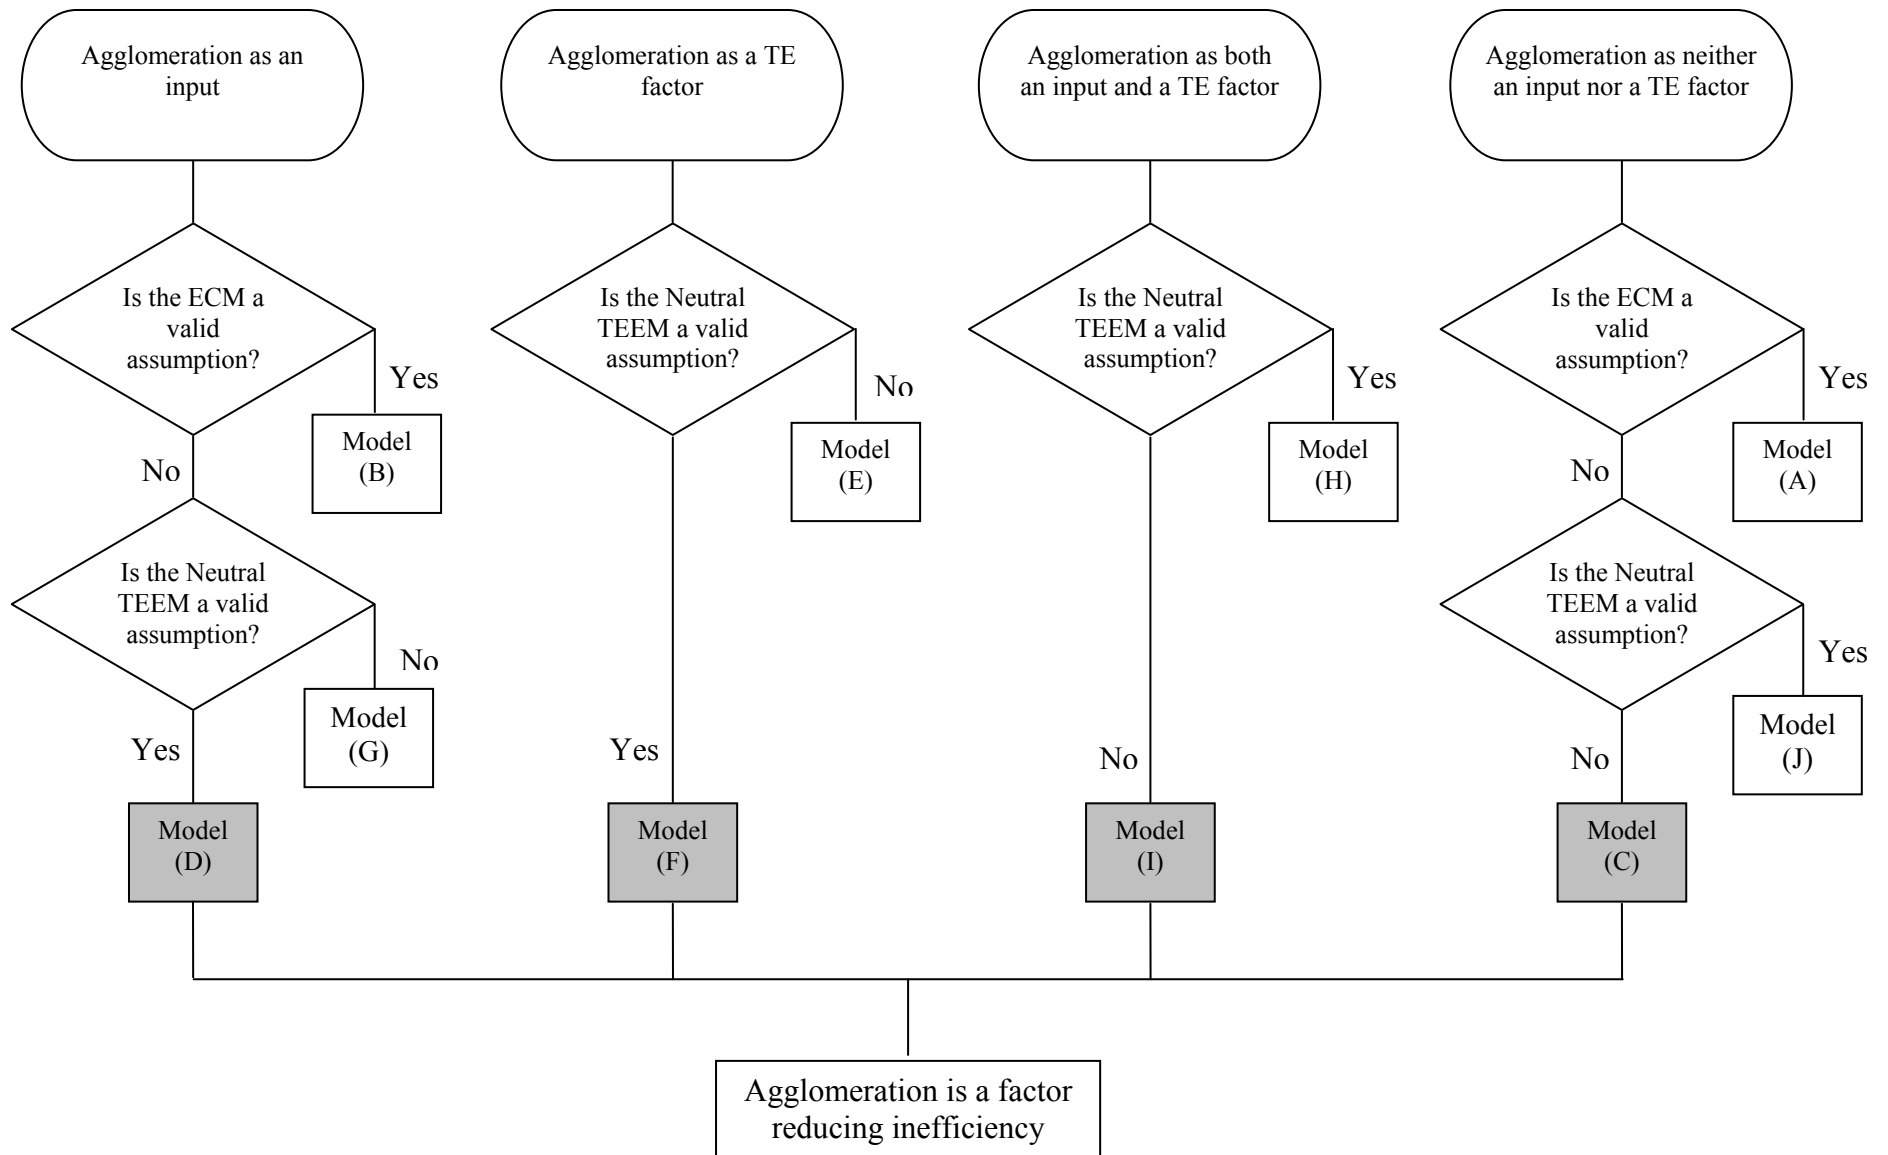 Agglomeration as an
input
Agglomeration as a TE
factor
Agglomeration as both
an input and a TE factor
Agglomeration as neither
an input nor a TE factor
Is the ECM a
valid
assumption?
Yes
Model
(B)
No
Is the Neutral
TEEM a valid
assumption?
No
Model
(G)
Yes
Model
(D)
Is the Neutral
TEEM a valid
assumption?
No
Model
(E)
Yes
Model
(F)
Is the Neutral
TEEM a valid
assumption?
Yes
Model
(H)
No
Model
(I)
Is the ECM a
valid
assumption?
Yes
Model
(A)
No
Is the Neutral
TEEM a valid
assumption?
Yes
Model
(J)
No
Model
(C)
Agglomeration is a factor
reducing inefficiency